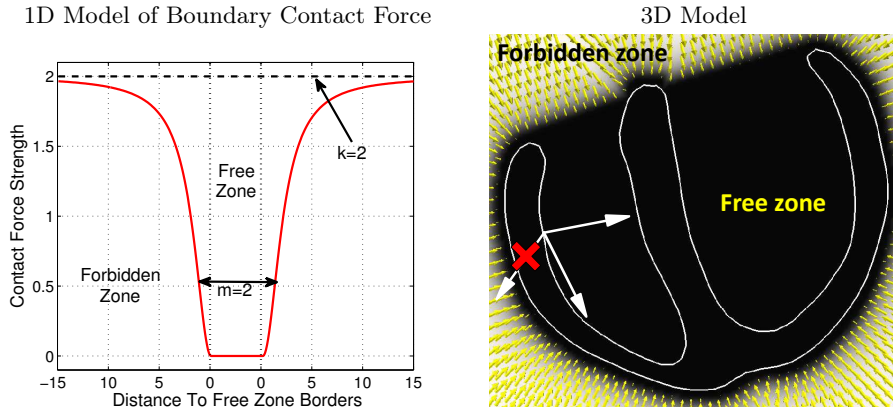 1D Model of Boundary Contact Force
3D Model
2
1.5
1
0.5
0
Contact Force Strength
k=2
Free
Zone
Forbidden
Zone
m=2
−15
−10
−5
0
0
5
10
15
Distance To Free Zone Borders
Forbidden zone
Free zone